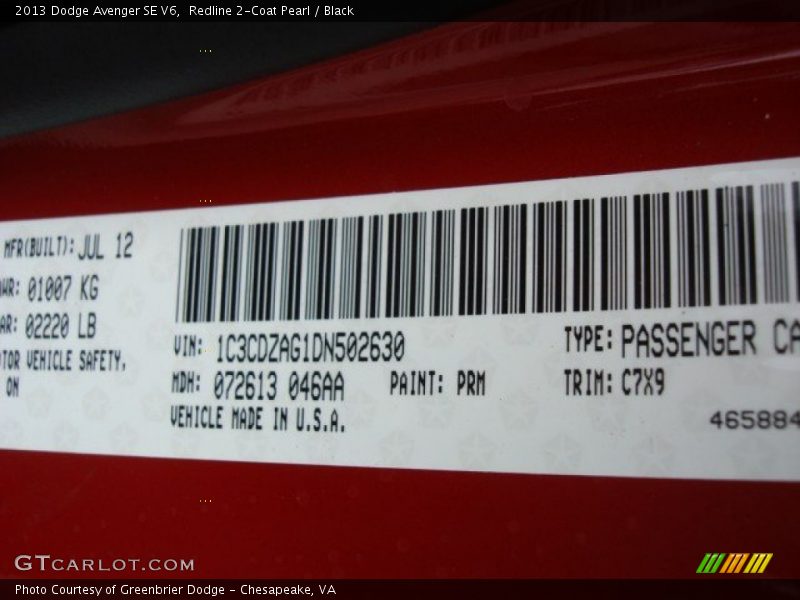 2013 Dodge Avenger SE V6,  Redline 2-Coat Pearl / Black
MFR(BUILT): JUL 12
01007 KG
02220 LB
VEHICLE SAFETY,
ON
VIN: 1C3CDZAG1DN502630
TYPE: PASSENGER
MDH: 072613 046AA PAINT: PRM TRIM: C7X9
VEHICLE MADE IN U.S.A.
465884
GTCARLOT.COM
Photo Courtesy of Greenbrier Dodge - Chesapeake, VA